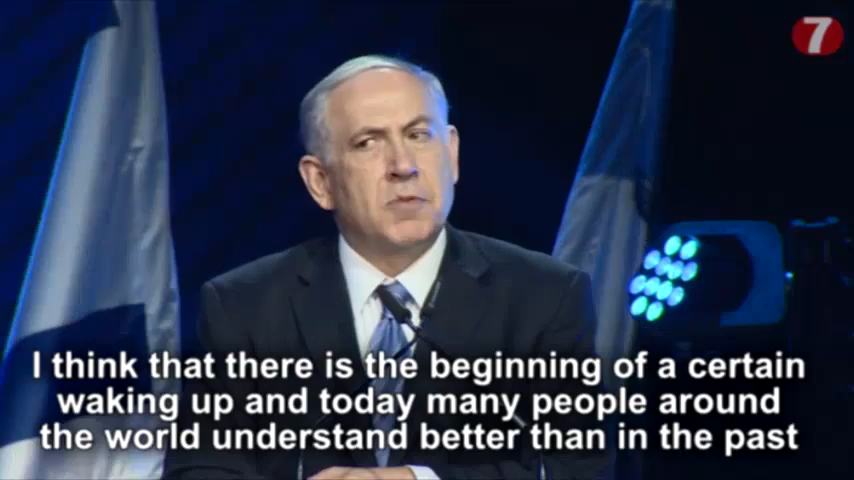 7
I think that there is the beginning of a certain
waking up and today many people around
the world understand better than in the past